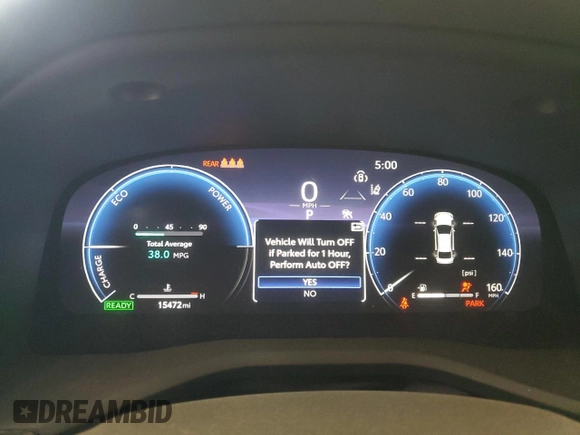 REAR
5:00
ECO
POWER
CHARGE
0 45 90
Total Average
38.0 MPG
C H
READY
15472 mi
0
MPH
P
Vehicle Will Turn OFF
if Parked for 1 Hour,
Perform Auto OFF?
YES
NO
0
20
40
60
80
100
120
140
160
MPH
[psi]
E F
PARK
DREAMBID